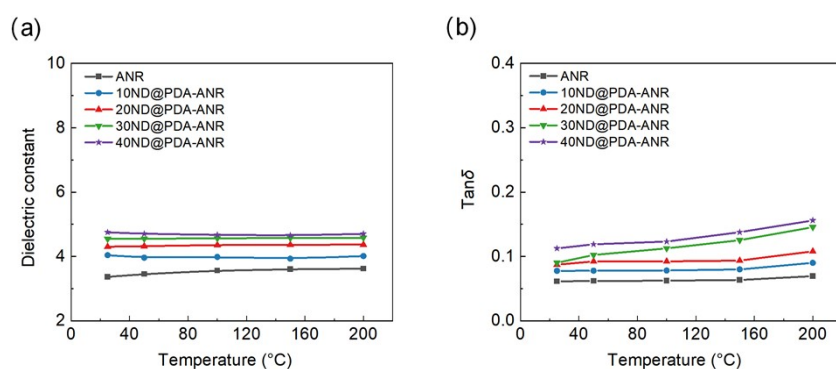 (a)
10
8
6
4
2
Dielectric constant
ANR
10ND@PDA-ANR
20ND@PDA-ANR
30ND@PDA-ANR
40ND@PDA-ANR
0 40 80 120 160 200
Temperature (°C)
(b)
0.4
0.3
0.2
0.1
0.0
Tanδ
ANR
10ND@PDA-ANR
20ND@PDA-ANR
30ND@PDA-ANR
40ND@PDA-ANR
0 40 80 120 160 200
Temperature (°C)